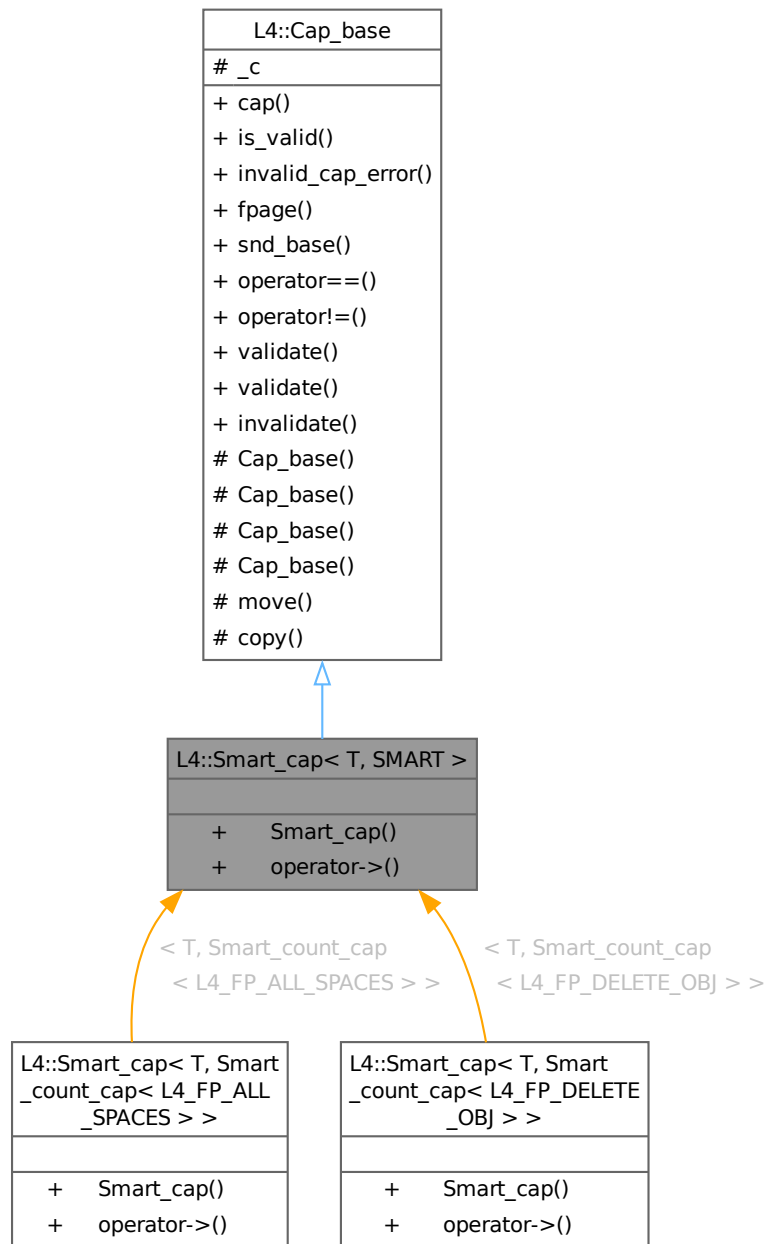 L4::Cap_base
# _c
+ cap()
+ is_valid()
+ invalid_cap_error()
+ fpage()
+ snd_base()
+ operator==()
+ operator!=()
+ validate()
+ validate()
+ invalidate()
# Cap_base()
# Cap_base()
# Cap_base()
# Cap_base()
# move()
# copy()
L4::Smart_cap< T, SMART >
+ Smart_cap()
+ operator->()
< T, Smart_count_cap
< L4_FP_ALL_SPACES > >
< T, Smart_count_cap
< L4_FP_DELETE_OBJ > >
L4::Smart_cap< T, Smart
_count_cap< L4_FP_ALL
_SPACES > >
+ Smart_cap()
+ operator->()
L4::Smart_cap< T, Smart
_count_cap< L4_FP_DELETE
_OBJ > >
+ Smart_cap()
+ operator->()